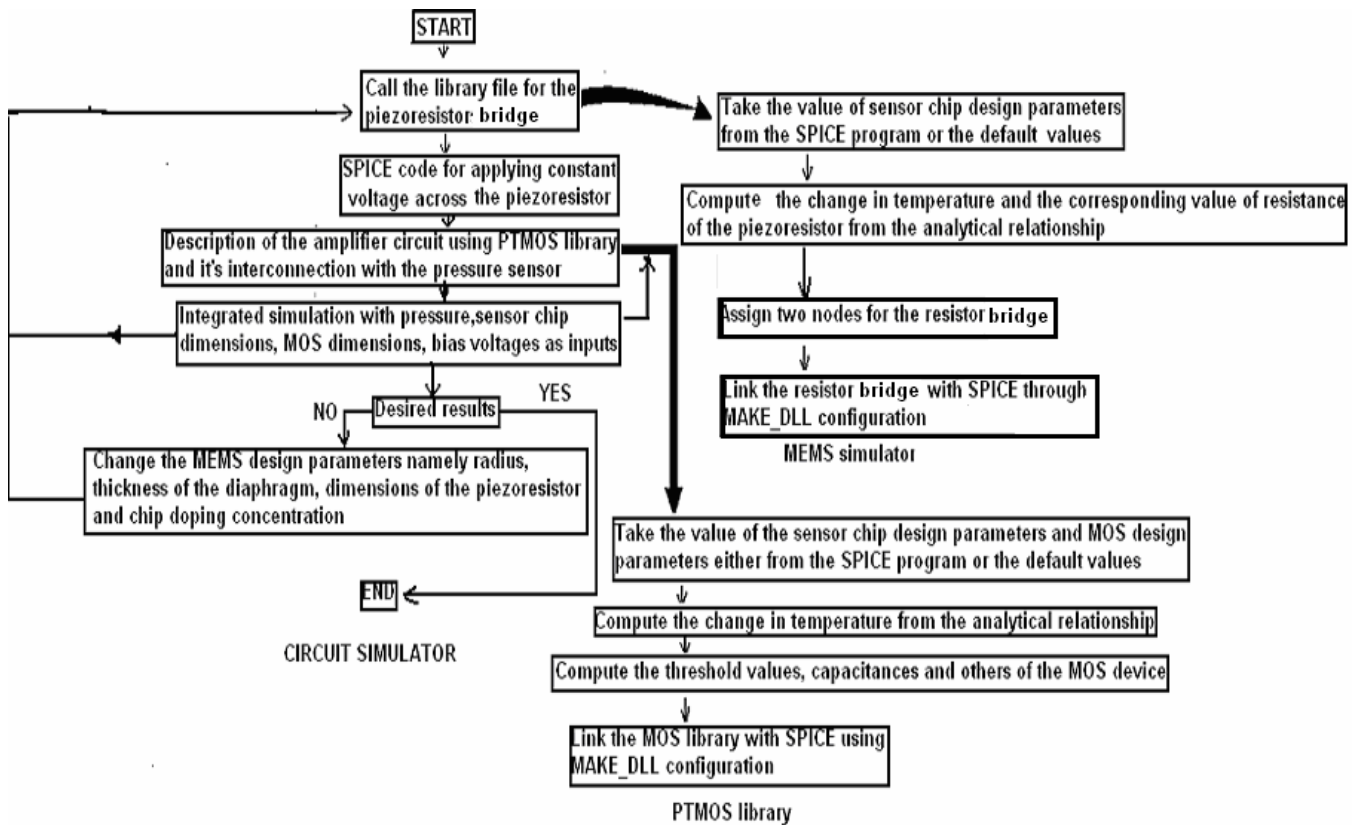 START
Call the library file for the
piezoresistor bridge
SPICE code for applying constant
voltage across the piezoresistor
Description of the amplifier circuit using PTMOS library
and it's interconnection with the pressure sensor
Integrated simulation with pressure,sensor chip
dimensions, MOS dimensions, bias voltages as inputs
Desired results
NO
YES
Change the MEMS design parameters namely radius,
thickness of the diaphragm, dimensions of the piezoresistor
and chip doping concentration
END
CIRCUIT SIMULATOR
Take the value of sensor chip design parameters
from the SPICE program or the default values
Compute the change in temperature and the corresponding value of resistance
of the piezoresistor from the analytical relationship
Assign two nodes for the resistor bridge
Link the resistor bridge with SPICE through
MAKE_DLL configuration
MEMS simulator
Take the value of the sensor chip design parameters and MOS design
parameters either from the SPICE program or the default values
Compute the change in temperature from the analytical relationship
Compute the threshold values, capacitances and others of the MOS device
Link the MOS library with SPICE using
MAKE_DLL configuration
PTMOS library